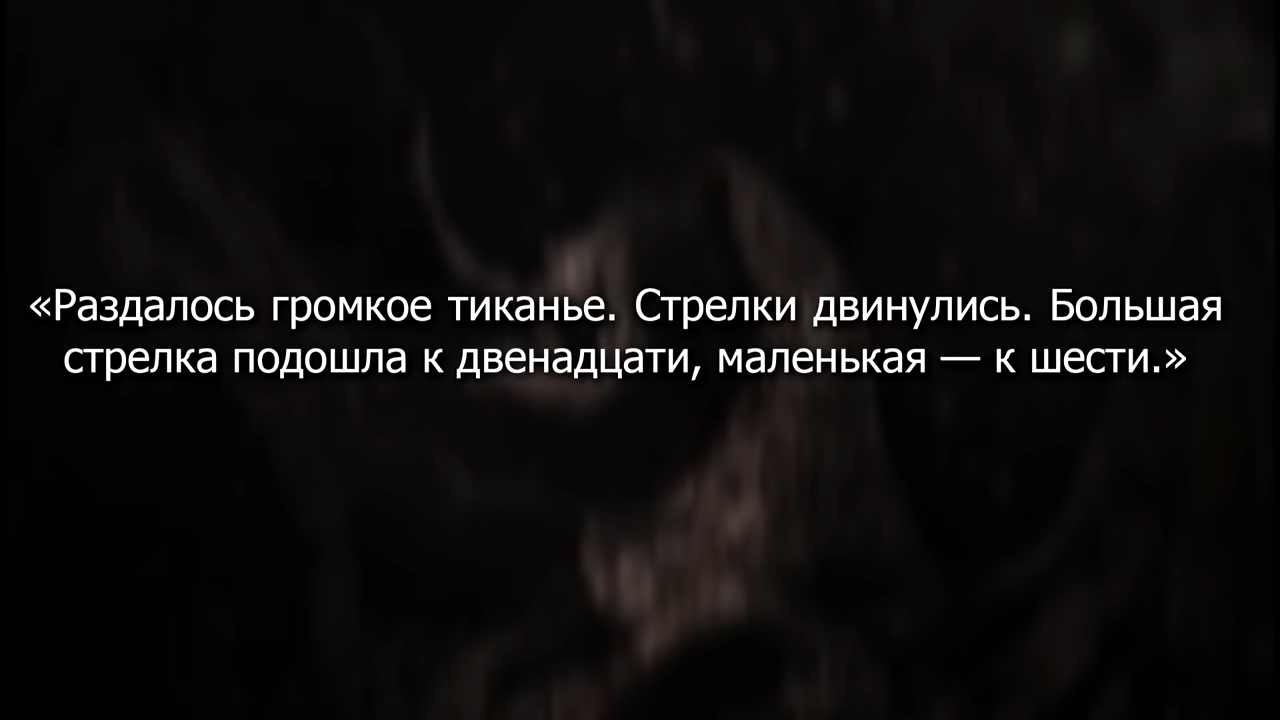 «Раздалось громкое тиканье. Стрелки двинулись. Большая
стрелка подошла к двенадцати, маленькая — к шести.»